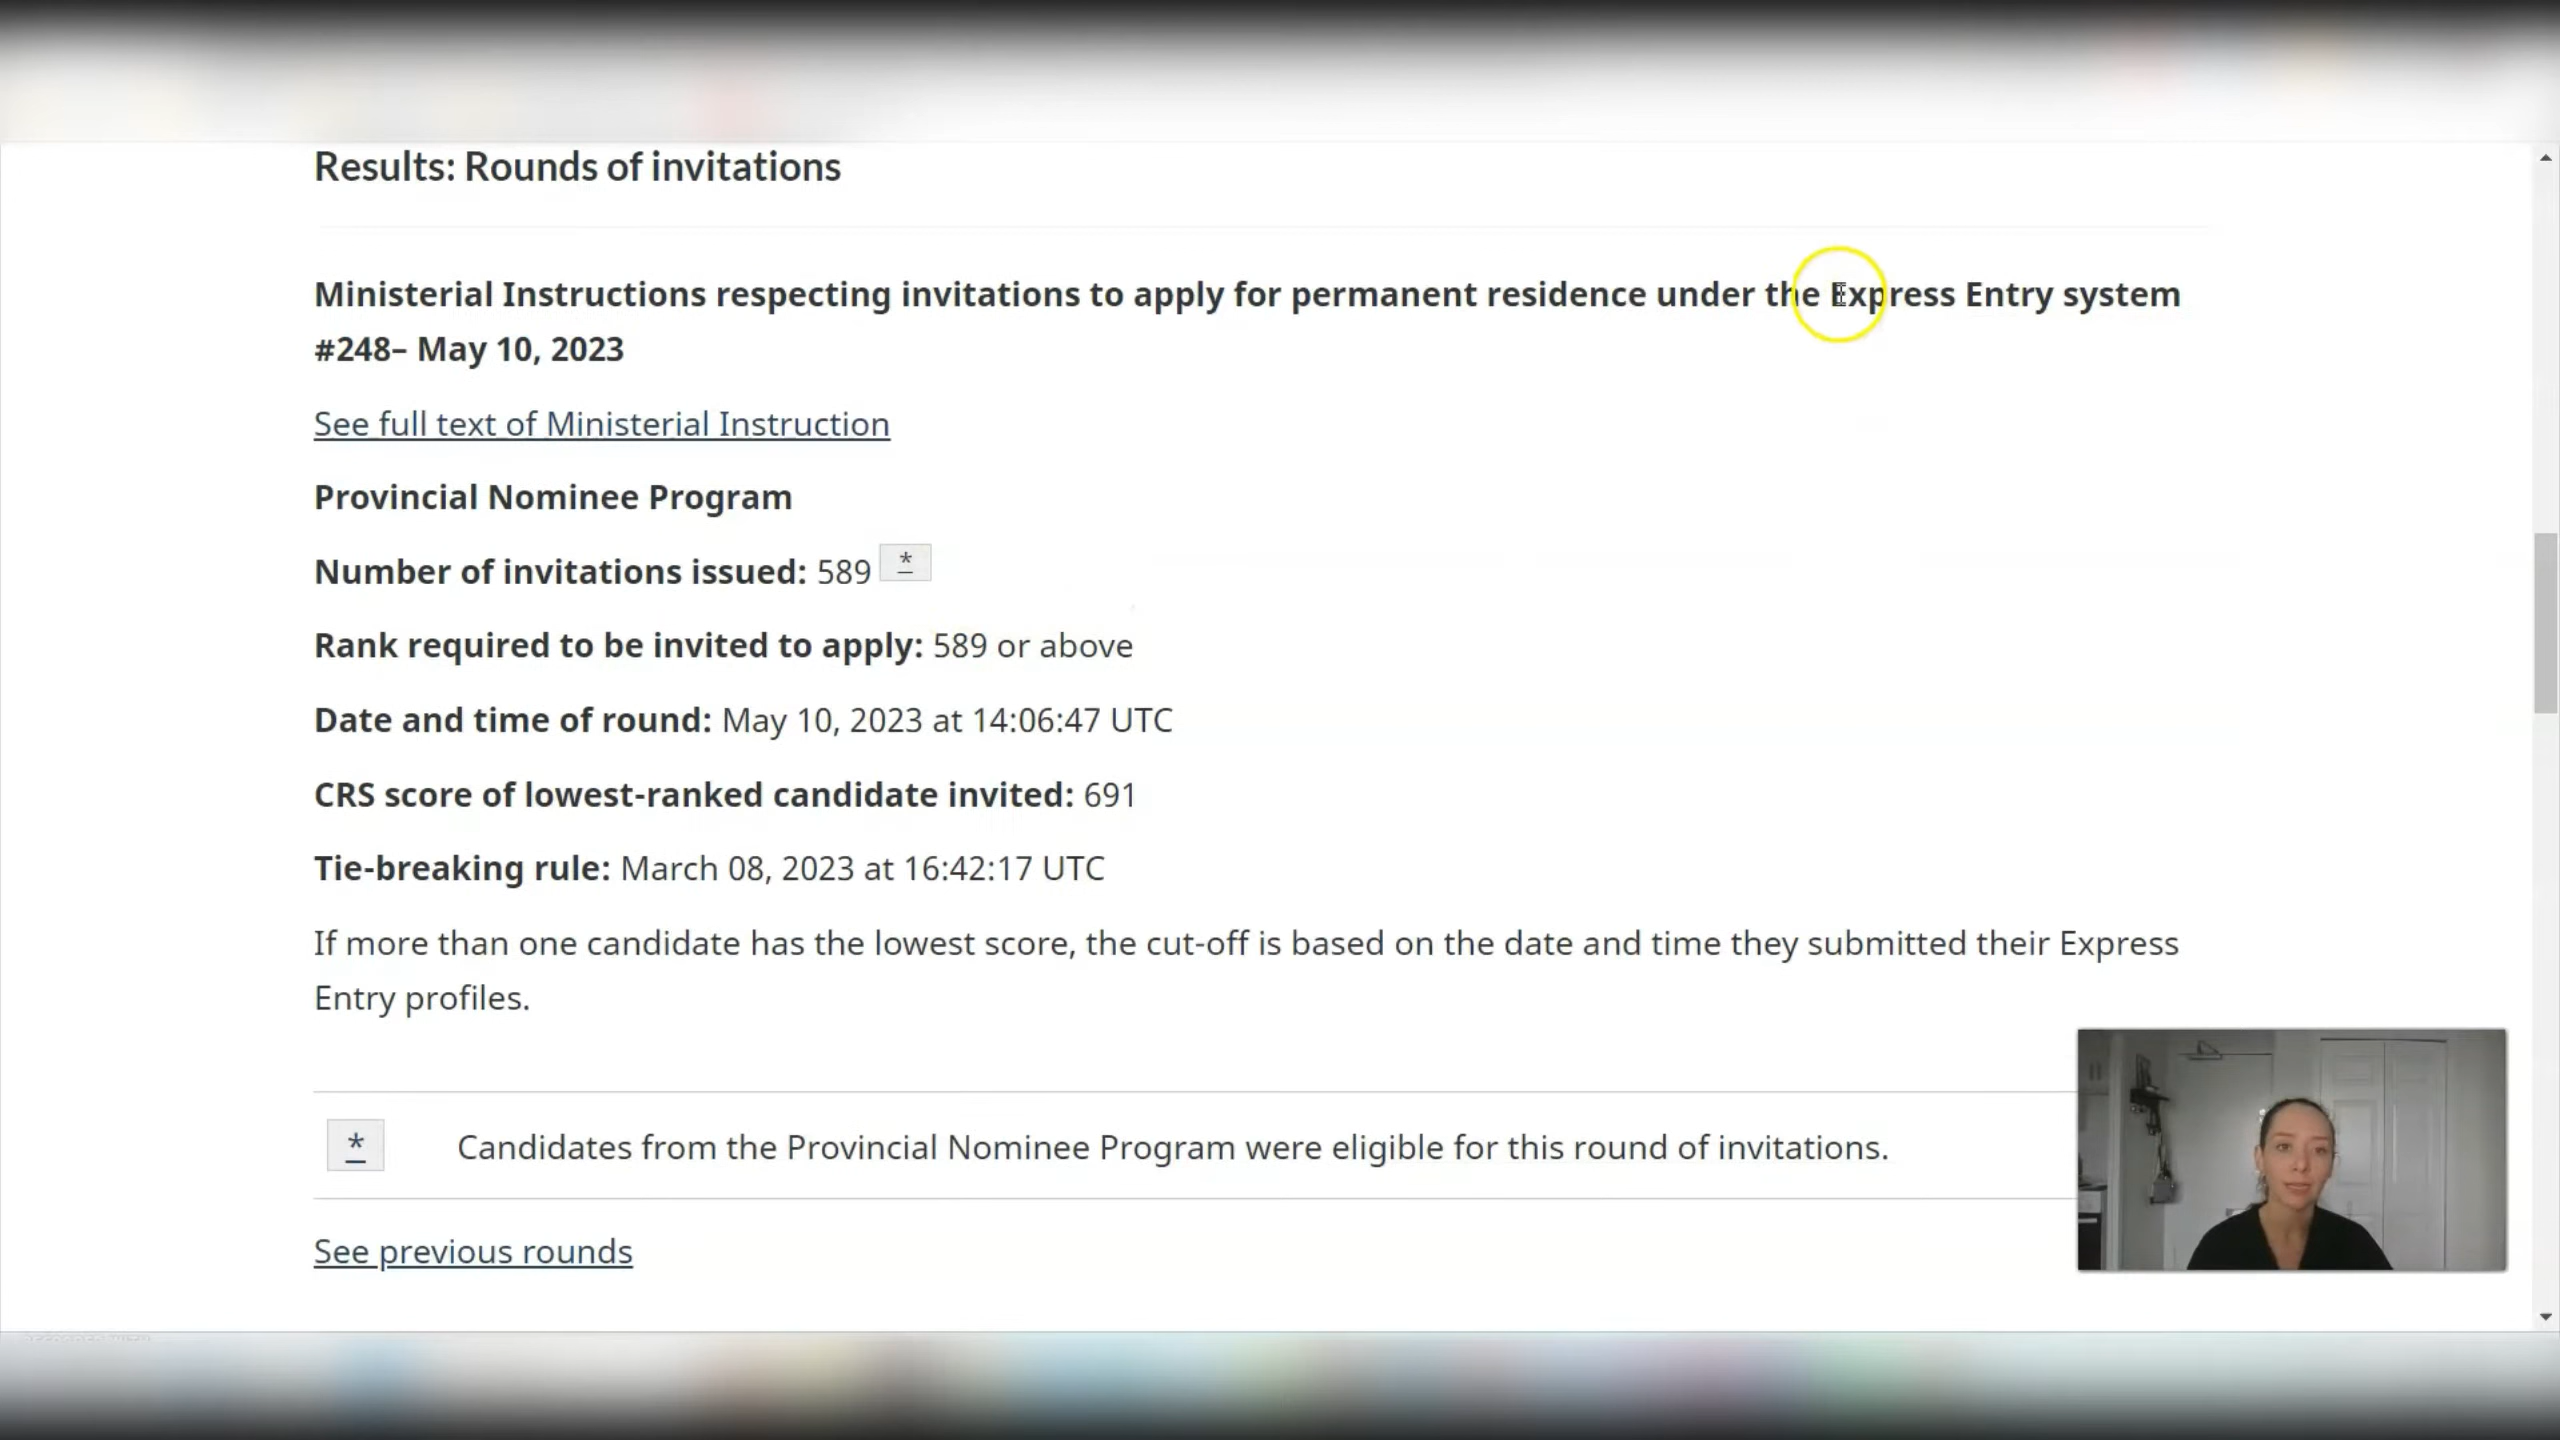 Results: Rounds of invitations
Ministerial Instructions respecting invitations to apply for permanent residence under the Express Entry system
#248– May 10, 2023
See full text of Ministerial Instruction
Provincial Nominee Program
Number of invitations issued: 589 *
Rank required to be invited to apply: 589 or above
Date and time of round: May 10, 2023 at 14:06:47 UTC
CRS score of lowest-ranked candidate invited: 691
Tie-breaking rule: March 08, 2023 at 16:42:17 UTC
If more than one candidate has the lowest score, the cut-off is based on the date and time they submitted their Express
Entry profiles.
* Candidates from the Provincial Nominee Program were eligible for this round of invitations.
See previous rounds